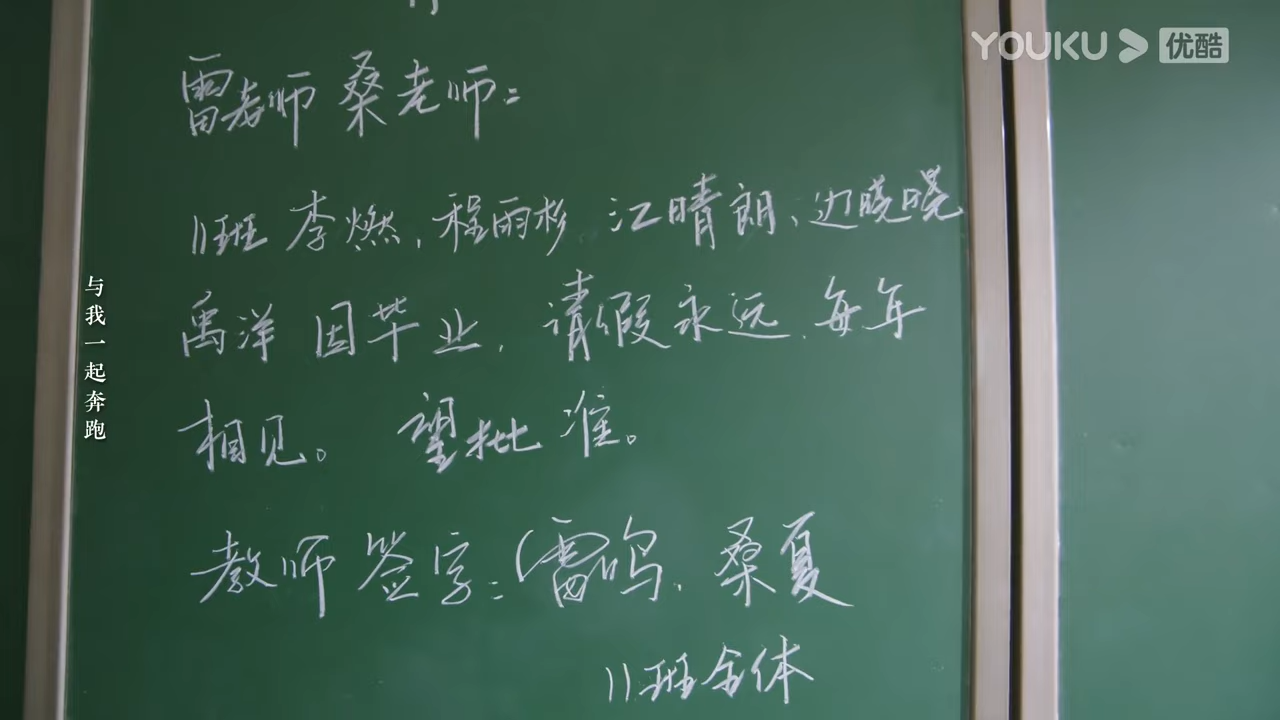 YOUKU 优酷
雷老师 桑老师：
11班 李燃，程雨杉 江晴朗、边晓晓
禹洋 因毕业，请假永远，每年
相见。 望批准。
教师签字：（雷鸣、桑夏
11班全体
与我一起奔跑